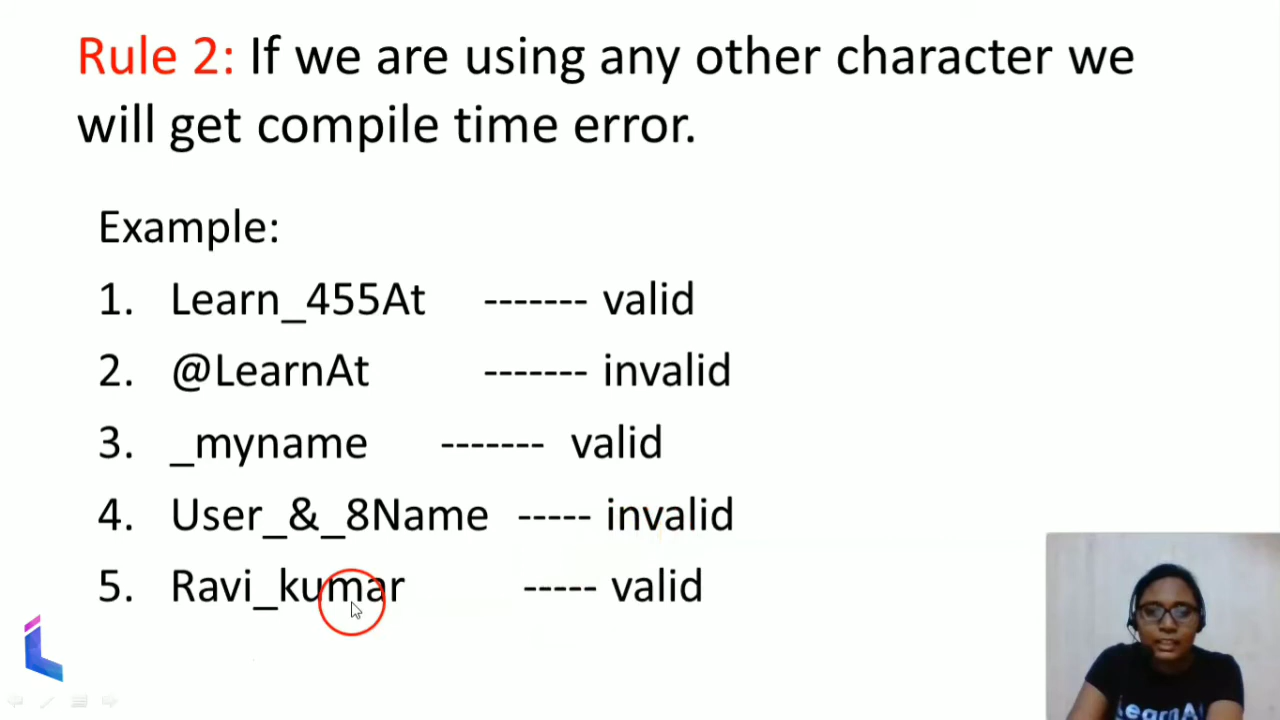 Rule 2: If we are using any other character we
will get compile time error.
Example:
1. Learn_455At ------- valid
2. @LearnAt ------- invalid
3. _myname ------- valid
4. User_&_8Name ----- invalid
5. Ravi_kumar ----- valid
LearnA